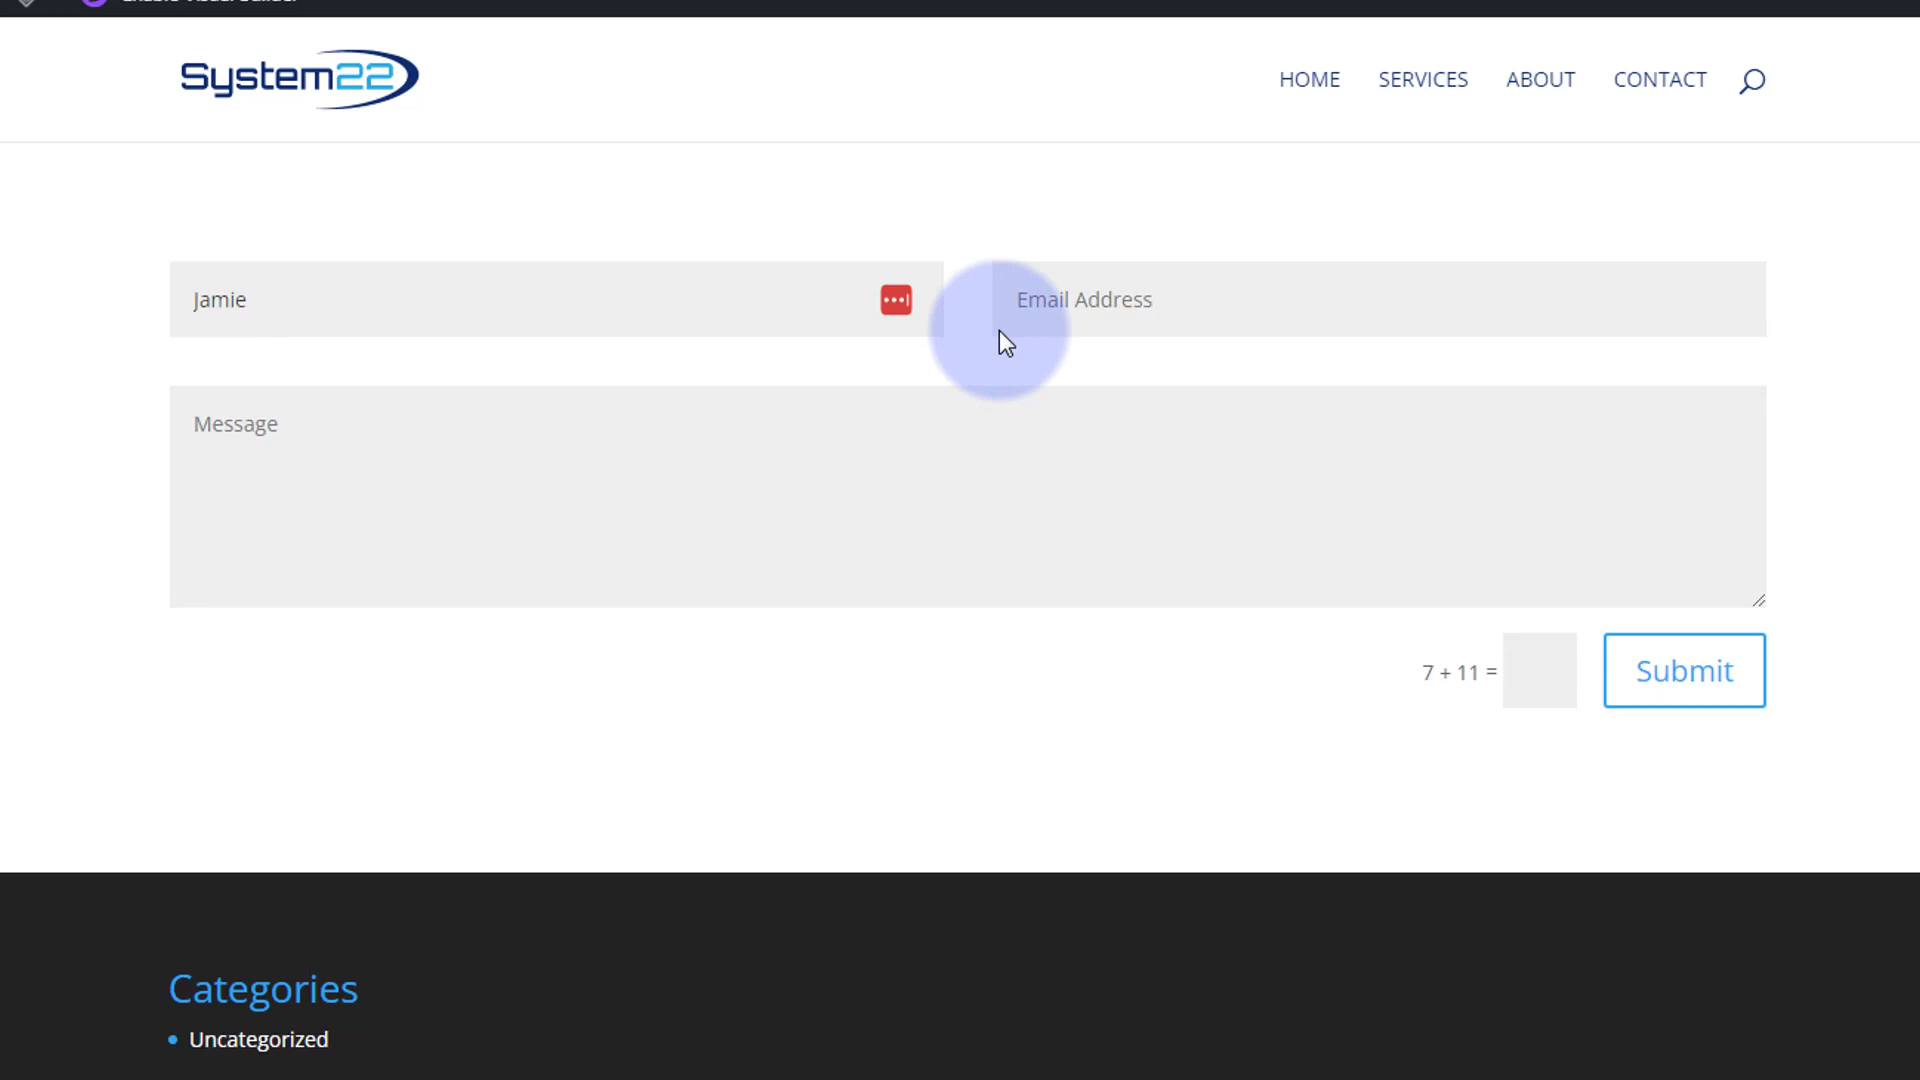 System22
HOME SERVICES ABOUT CONTACT
Jamie
Email Address
Message
7 + 11 =
Submit
Categories
Uncategorized